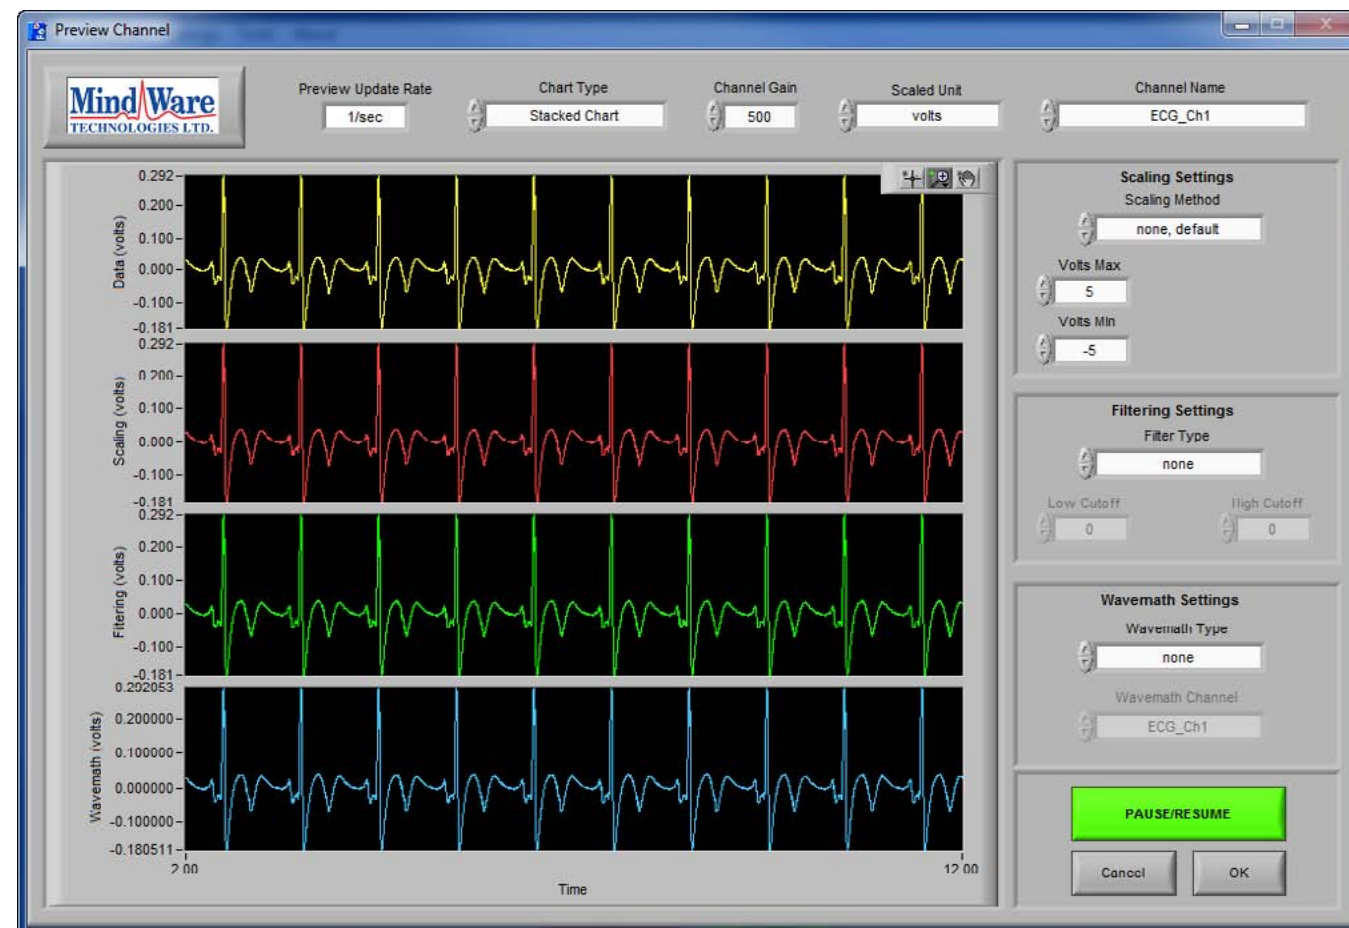 Preview Channel
MindWare
TECHNOLOGIES LTD.
Preview Update Rate
1/sec
Chart Type
Stacked Chart
Channel Gain
500
Scaled Unit
volts
Channel Name
ECG_Ch1
Data (volts)
0.292
0.200
0.100
0.000
-0.100
-0.181
Scaling (volts)
0.292
0.200
0.100
0.000
-0.100
-0.181
Filtering (volts)
0.292
0.200
0.100
0.000
-0.100
-0.181
Wavemath (volts)
0.292053
0.200000
0.100000
0.000000
-0.100000
-0.180511
2:00
12:00
Time
Scaling Settings
Scaling Method
none, default
Volts Max
5
Volts Min
-5
Filtering Settings
Filter Type
none
Low Cutoff
High Cutoff
0
0
Wavemath Settings
Wavemath Type
none
Wavemath Channel
ECG_Ch1
PAUSE/RESUME
Cancel
OK